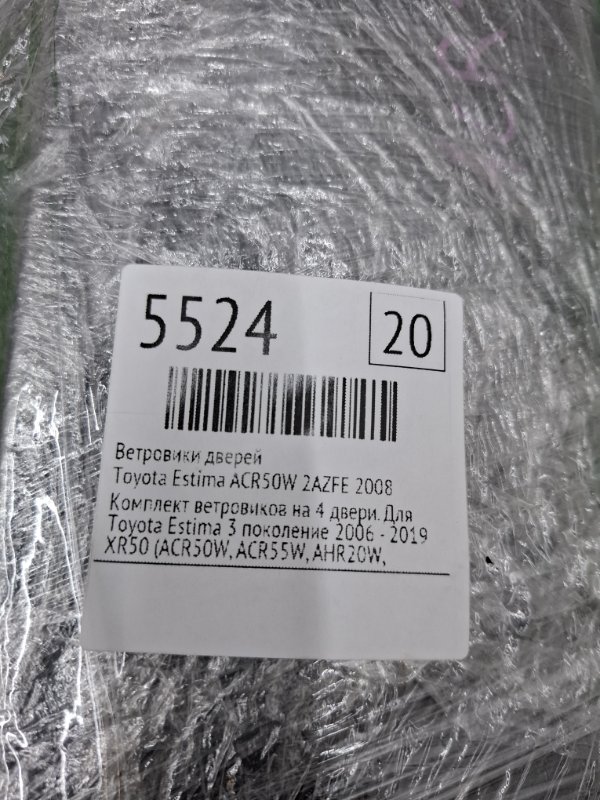 5524
20
Ветровики дверей
Toyota Estima ACR50W 2AZFE 2008
Комплект ветровиков на 4 двери. Для
Toyota Estima 3 поколение 2006 - 2019
XR50 (ACR50W, ACR55W, AHR20W,